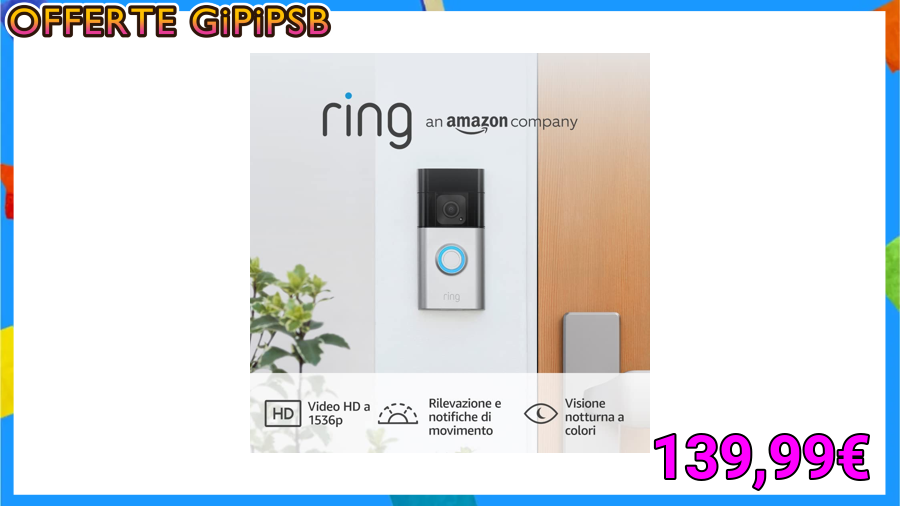 OFFERTE GiPiPSB
ring an amazon company
ring
HD
Video HD a
1536p
Rilevazione e
notifiche di
movimento
Visione
notturna a
colori
139,99€